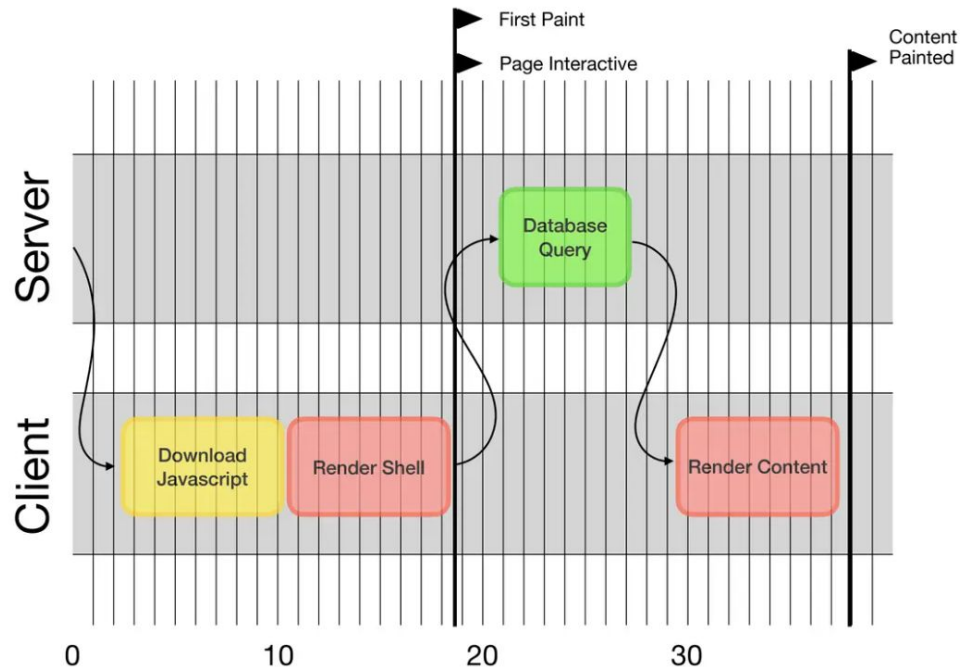 First Paint
Page Interactive
Content
Painted
Server
Database
Query
Client
Download
Javascript
Render Shell
Render Content
0
10
20
30